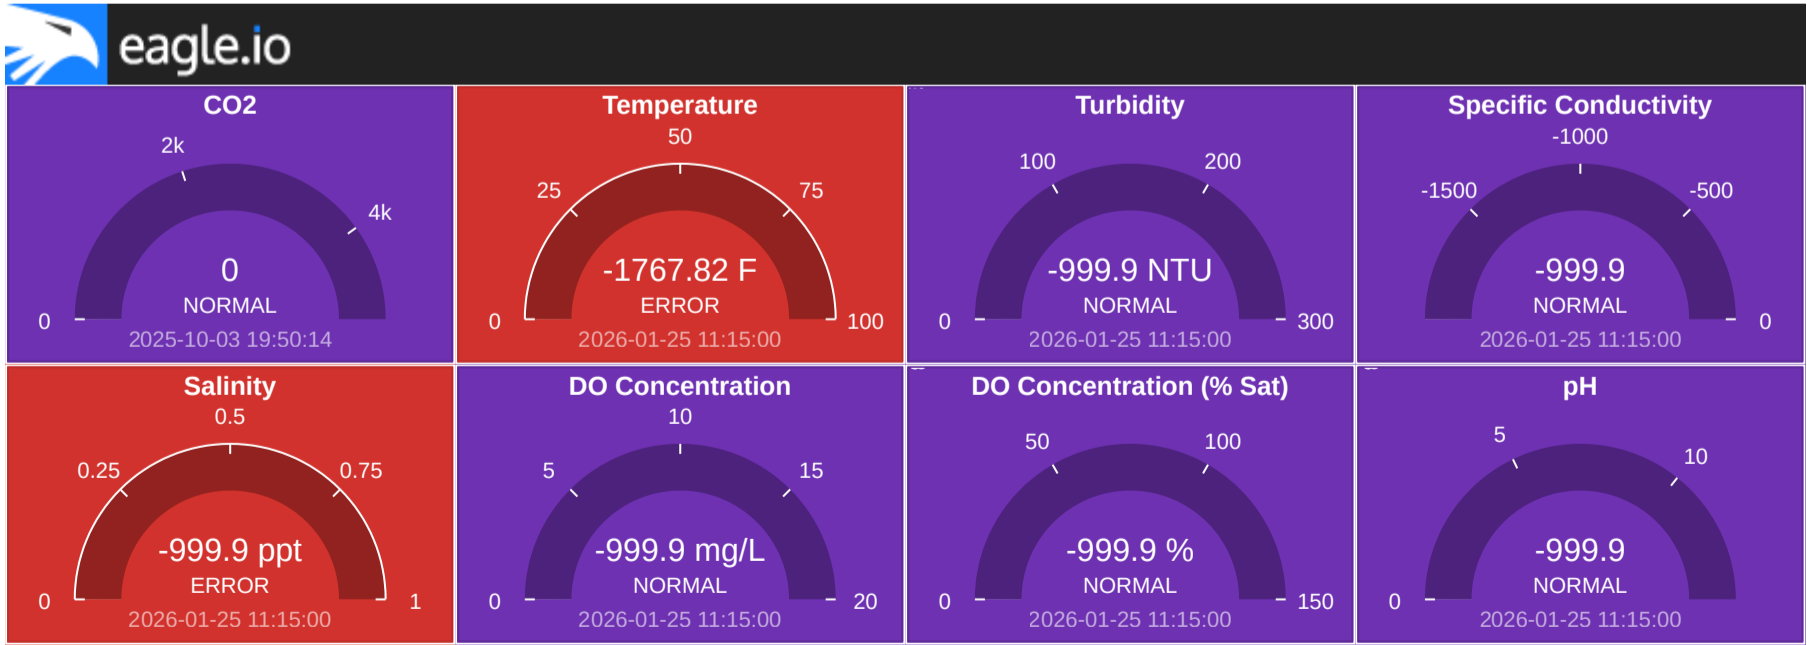 eagle.io
CO2
2k
4k
0
NORMAL
0
2025-10-03 19:50:14
Temperature
50
25
75
-1767.82 F
ERROR
0
100
2026-01-25 11:15:00
Turbidity
100
200
-999.9 NTU
NORMAL
0
300
2026-01-25 11:15:00
Specific Conductivity
-1000
-1500
-500
-999.9
NORMAL
0
2026-01-25 11:15:00
Salinity
0.5
0.25
0.75
-999.9 ppt
ERROR
0
1
2026-01-25 11:15:00
DO Concentration
10
5
15
-999.9 mg/L
NORMAL
0
20
2026-01-25 11:15:00
DO Concentration (% Sat)
50
100
-999.9 %
NORMAL
0
150
2026-01-25 11:15:00
pH
5
10
-999.9
NORMAL
0
2026-01-25 11:15:00